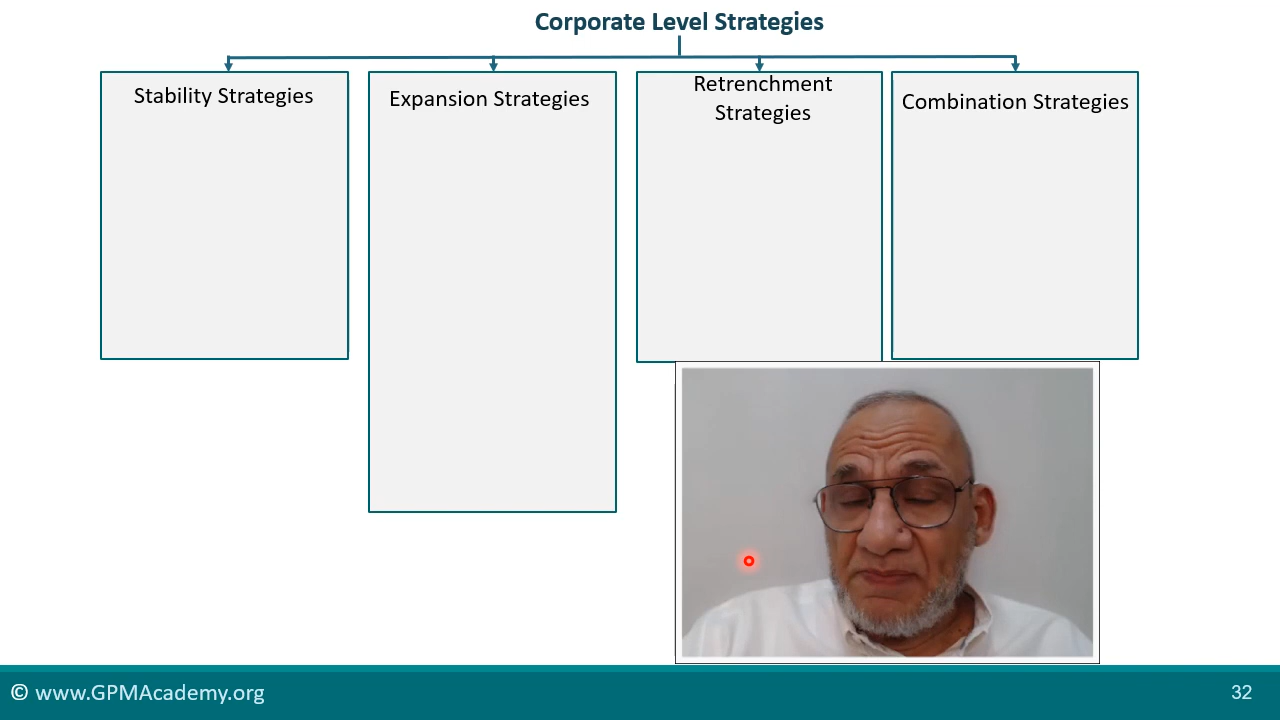 Corporate Level Strategies
Stability Strategies
Expansion Strategies
Retrenchment
Strategies
Combination Strategies
© www.GPMAcademy.org
32